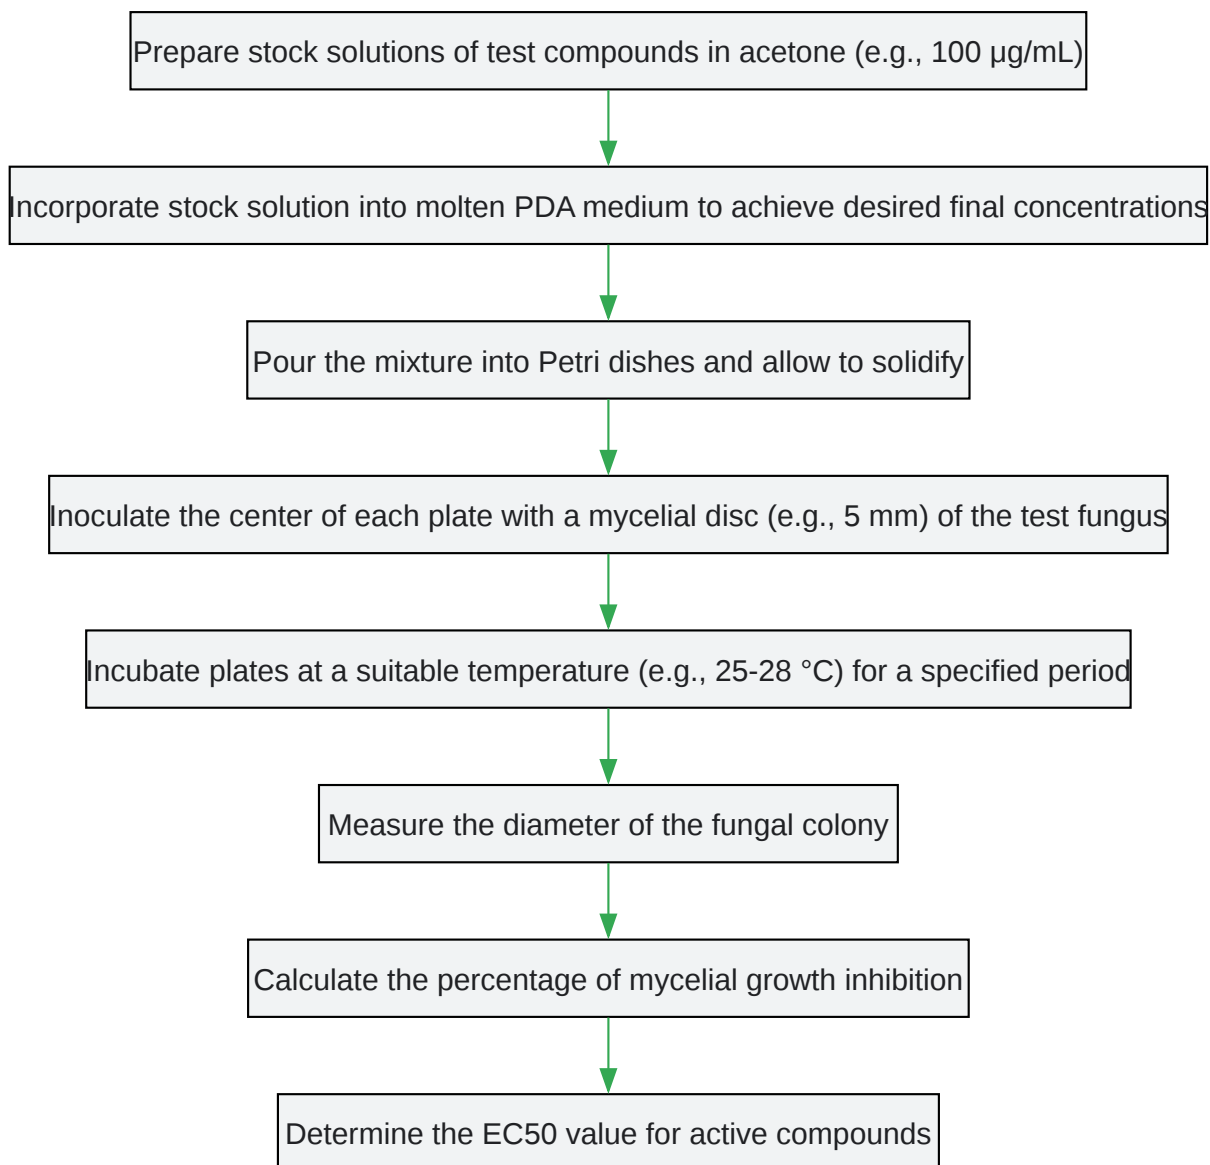 Prepare stock solutions of test compounds in acetone (e.g., 100 μg/mL)
Incorporate stock solution into molten PDA medium to achieve desired final concentrations
Pour the mixture into Petri dishes and allow to solidify
Inoculate the center of each plate with a mycelial disc (e.g., 5 mm) of the test fungus
Incubate plates at a suitable temperature (e.g., 25-28 °C) for a specified period
Measure the diameter of the fungal colony
Calculate the percentage of mycelial growth inhibition
Determine the EC50 value for active compounds